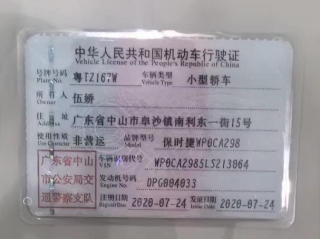 中华人民共和国机动车行驶证
Vehicle License of the People's Republic of China
号牌号码 粤TZ167W 车辆类型 小型轿车
Plate No. Vehicle Type
所有人 伍娇
Owner
住址 广东省中山市阜沙镇南利东一街15号
Address
使用性质 非营运 品牌型号 保时捷WP0CA298
Use Character Model
广东省中山 车辆识别代号 WP0CA2985LS213064
VIN
市公安局交 发动机号码 DPG004033
Engine No.
通警察支队 注册日期 2020-07-24 发证日期 2020-07-24
Register Date Issue Date